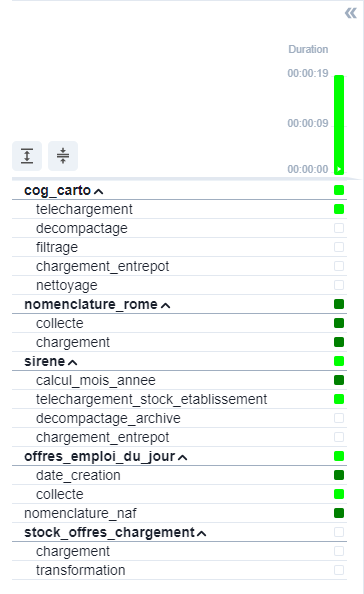 Duration
00:00:19
00:00:09
00:00:00
cog_carto
telechargement
decompactage
filtrage
chargement_entrepot
nettoyage
nomenclature_rome
collecte
chargement
sirene
calcul_mois_annee
telechargement_stock_etablissement
decompactage_archive
chargement_entrepot
offres_emploi_du_jour
date_creation
collecte
nomenclature_naf
stock_offres_chargement
chargement
transformation